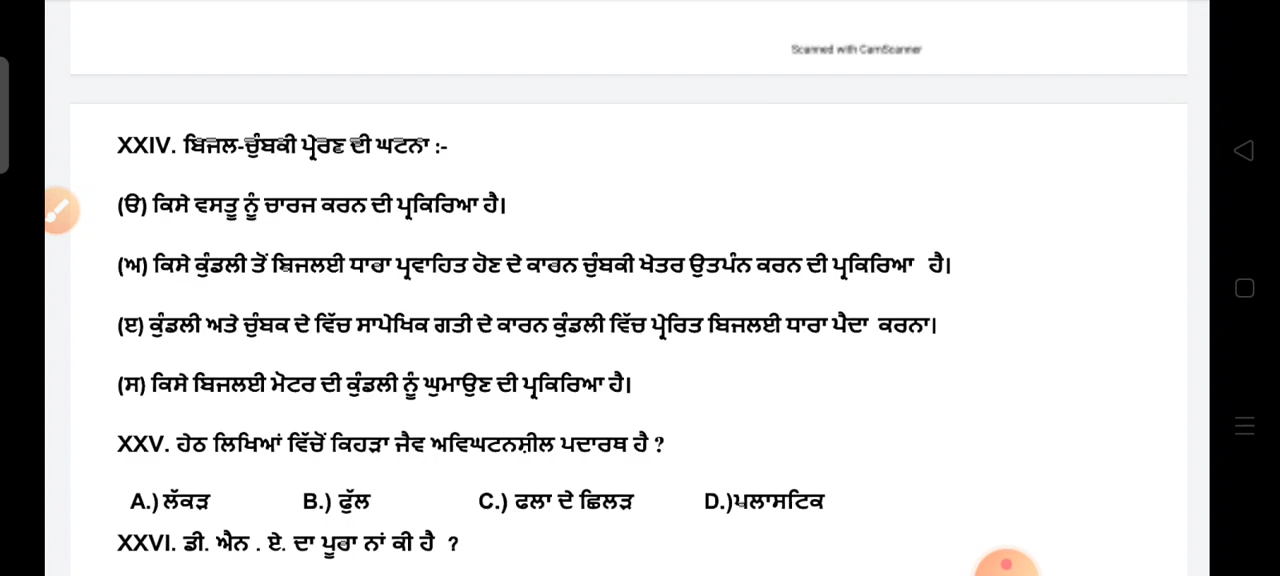 Scanned with CamScanner
XXIV. ਬਿਜਲ-ਚੁੰਬਕੀ ਪ੍ਰੇਰਣ ਦੀ ਘਟਨਾ :-
(ੳ) ਕਿਸੇ ਵਸਤੂ ਨੂੰ ਚਾਰਜ ਕਰਨ ਦੀ ਪ੍ਰਕਿਰਿਆ ਹੈ।
(ਅ) ਕਿਸੇ ਕੁੰਡਲੀ ਤੋਂ ਬਿਜਲਈ ਧਾਰਾ ਪ੍ਰਵਾਹਿਤ ਹੋਣ ਦੇ ਕਾਰਨ ਚੁੰਬਕੀ ਖੇਤਰ ਉਤਪੰਨ ਕਰਨ ਦੀ ਪ੍ਰਕਿਰਿਆ ਹੈ।
(ੲ) ਕੁੰਡਲੀ ਅਤੇ ਚੁੰਬਕ ਦੇ ਵਿੱਚ ਸਾਪੇਖਿਕ ਗਤੀ ਦੇ ਕਾਰਨ ਕੁੰਡਲੀ ਵਿੱਚ ਪ੍ਰੇਰਿਤ ਬਿਜਲਈ ਧਾਰਾ ਪੈਦਾ ਕਰਨਾ।
(ਸ) ਕਿਸੇ ਬਿਜਲਈ ਮੋਟਰ ਦੀ ਕੁੰਡਲੀ ਨੂੰ ਘੁਮਾਉਣ ਦੀ ਪ੍ਰਕਿਰਿਆ ਹੈ।
XXV. ਹੇਠ ਲਿਖਿਆਂ ਵਿੱਚੋਂ ਕਿਹੜਾ ਜੈਵ ਅਵਿਘਟਨਸ਼ੀਲ ਪਦਾਰਥ ਹੈ ?
A.) ਲੱਕੜ B.) ਫੁੱਲ C.) ਫਲਾ ਦੇ ਛਿਲੜ D.)ਪਲਾਸਟਿਕ
XXVI. ਡੀ. ਐਨ . ਏ. ਦਾ ਪੂਰਾ ਨਾਂ ਕੀ ਹੈ ?